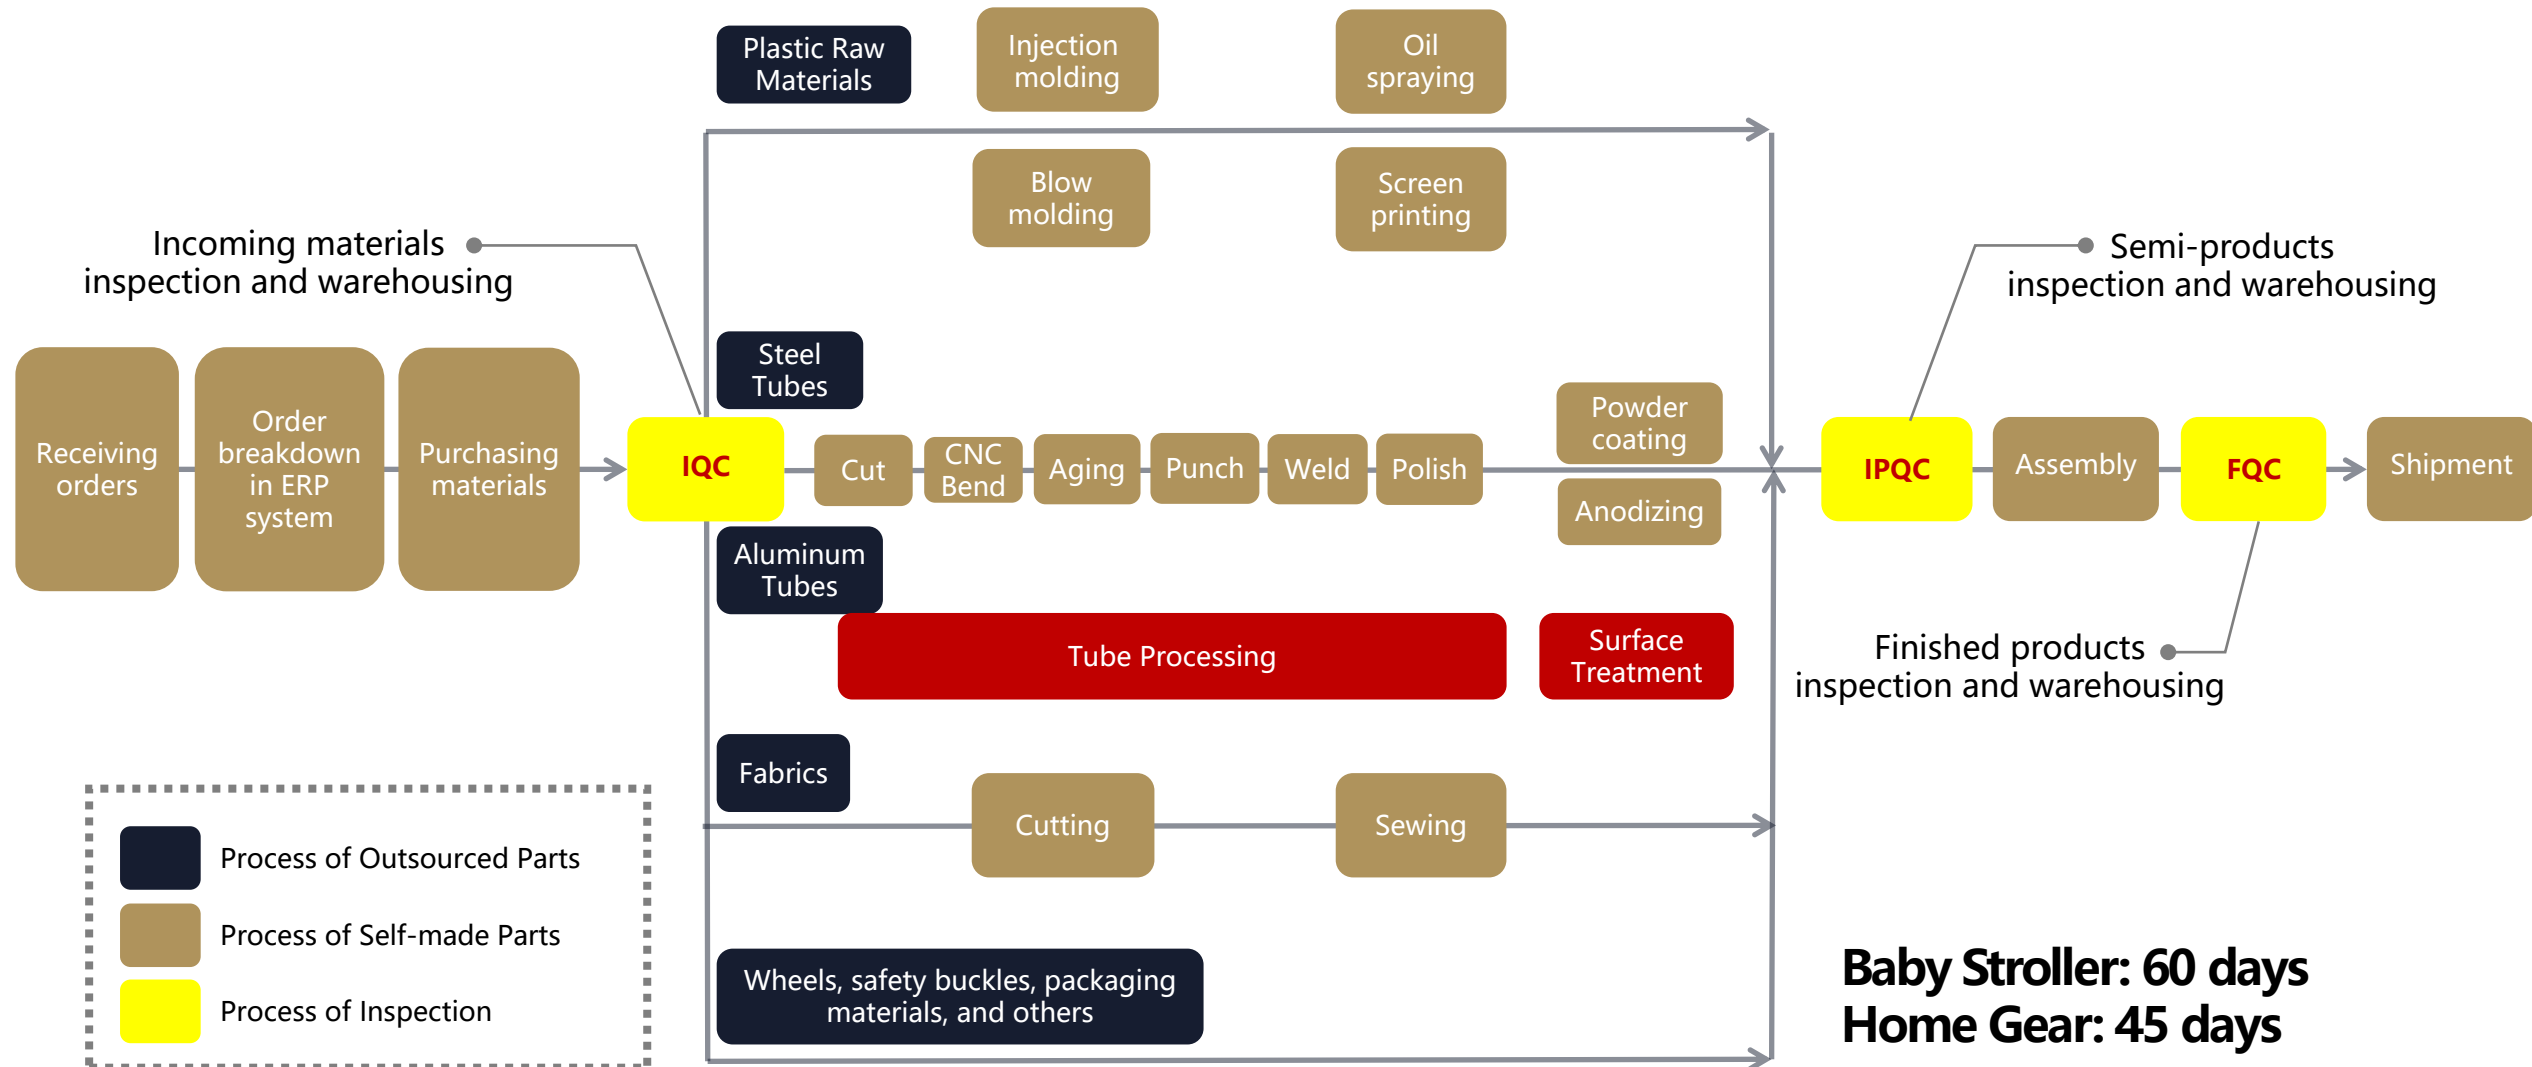 Plastic Raw
Materials
Injection
molding
Oil
spraying
Blow
molding
Screen
printing
Incoming materials
inspection and warehousing
Semi-products
inspection and warehousing
Steel
Tubes
Receiving
orders
Order
breakdown
in ERP
system
Purchasing
materials
IQC
Cut
CNC
Bend
Aging
Punch
Weld
Polish
Powder
coating
Anodizing
IPQC
Assembly
FQC
Shipment
Aluminum
Tubes
Tube Processing
Surface
Treatment
Finished products
inspection and warehousing
Fabrics
Cutting
Sewing
Process of Outsourced Parts
Process of Self-made Parts
Process of Inspection
Wheels, safety buckles, packaging
materials, and others
Baby Stroller: 60 days
Home Gear: 45 days